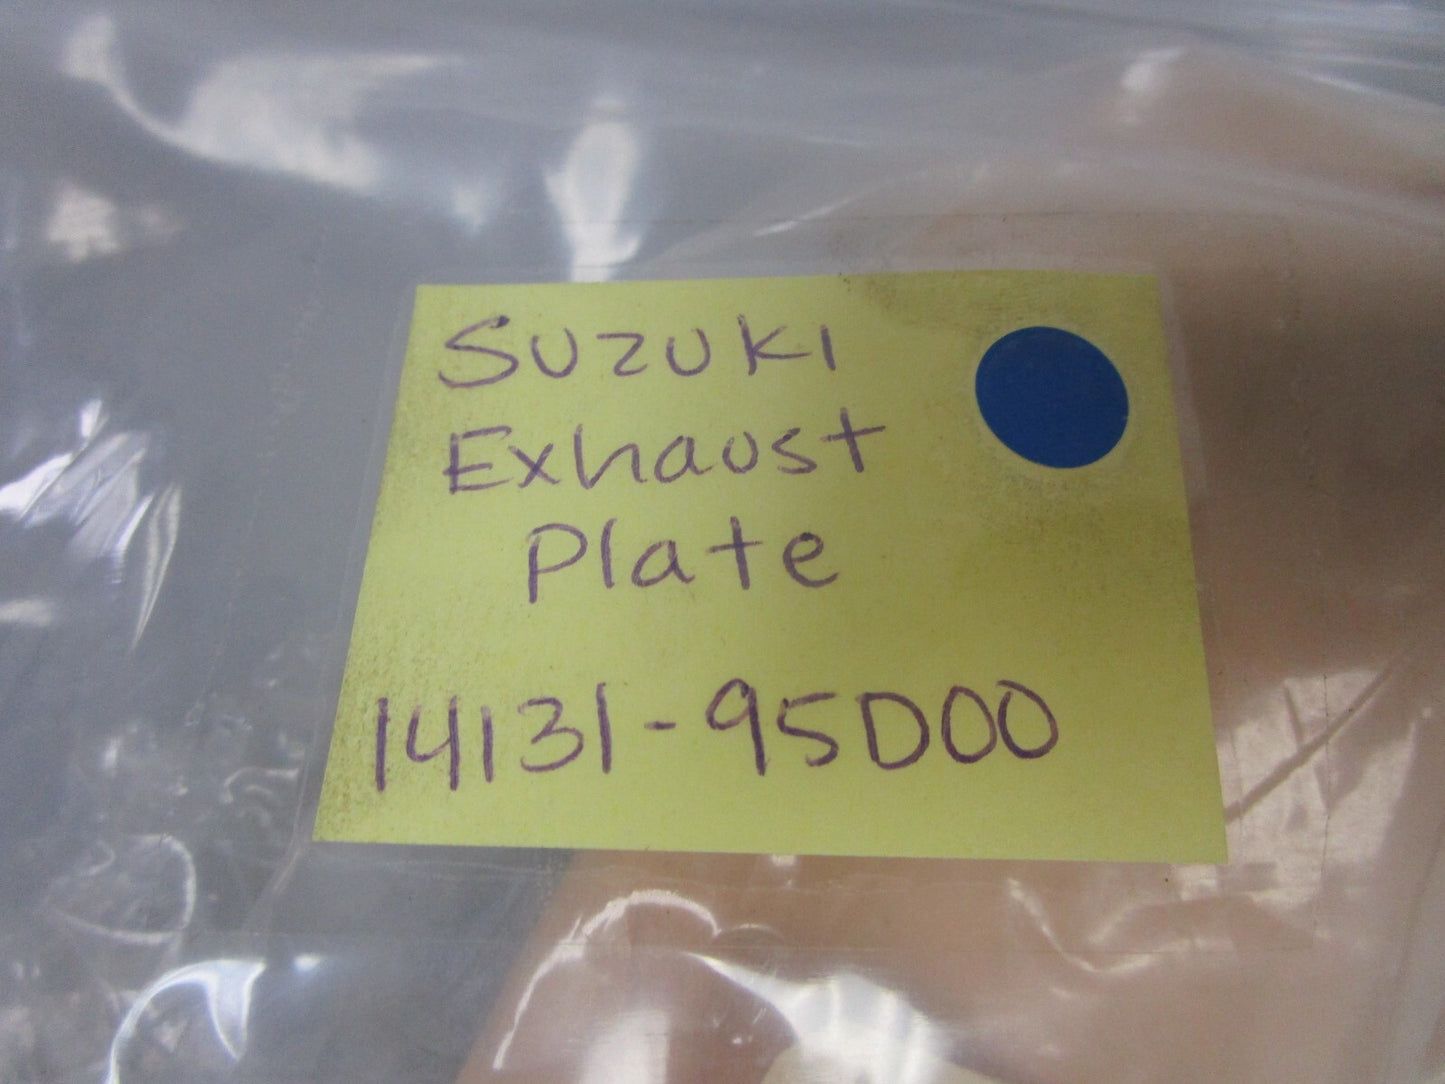 Suzuki
Exhaust
Plate
14131-95D00